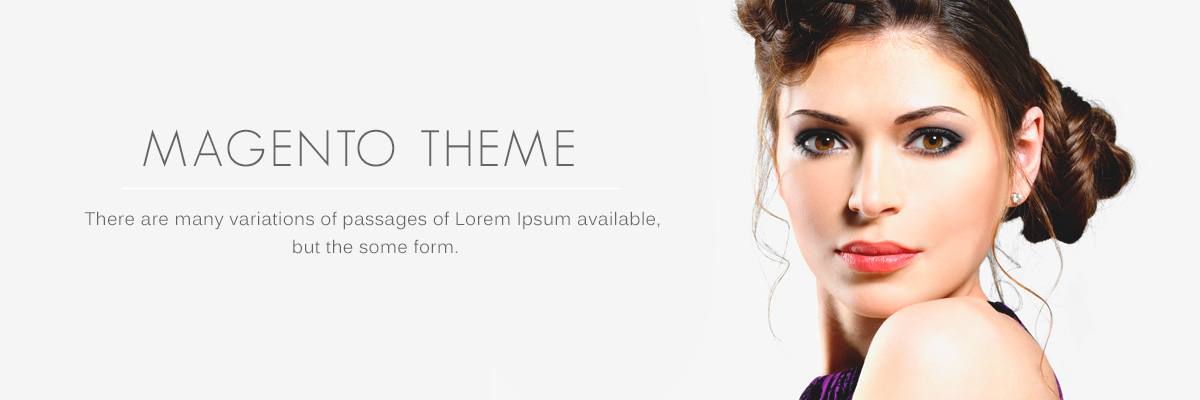 MAGENTO THEME
There are many variations of passages of Lorem Ipsum available,
but the some form.